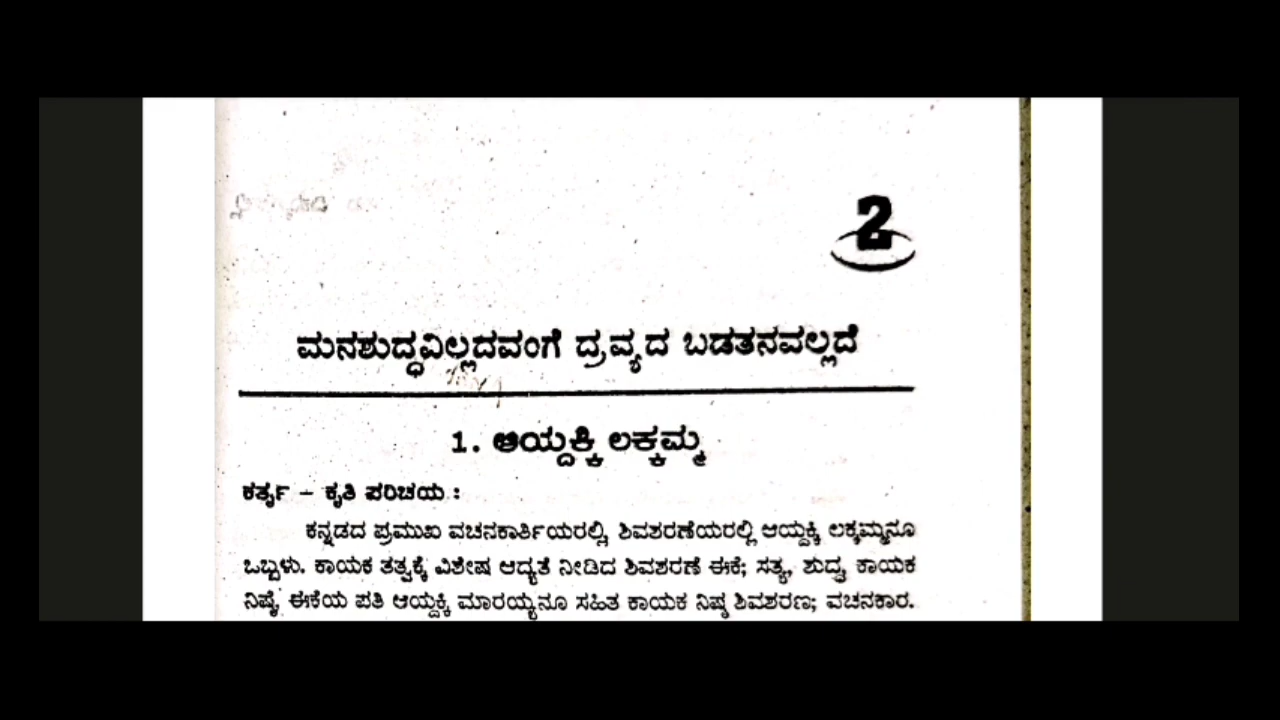 2
ಮನಶುದ್ಧವಿಲ್ಲದವಂಗೆ ದ್ರವ್ಯದ ಬಡತನವಲ್ಲದೆ
1. ಆಯ್ದಕ್ಕಿ ಲಕ್ಕಮ್ಮ
ಕರ್ತೃ – ಕೃತಿ ಪರಿಚಯ :
ಕನ್ನಡದ ಪ್ರಮುಖ ವಚನಕಾರ್ತಿಯರಲ್ಲಿ, ಶಿವಶರಣೆಯರಲ್ಲಿ ಆಯ್ದಕ್ಕಿ ಲಕ್ಕಮ್ಮನೂ
ಒಬ್ಬಳು. ಕಾಯಕ ತತ್ವಕ್ಕೆ ವಿಶೇಷ ಆದ್ಯತೆ ನೀಡಿದ ಶಿವಶರಣೆ ಈಕೆ; ಸತ್ಯ, ಶುದ್ಧ ಕಾಯಕ
ನಿಷ್ಠೆ, ಈಕೆಯ ಪತಿ ಆಯ್ದಕ್ಕಿ ಮಾರಯ್ಯನೂ ಸಹಿತ ಕಾಯಕ ನಿಷ್ಠ ಶಿವಶರಣ; ವಚನಕಾರ.